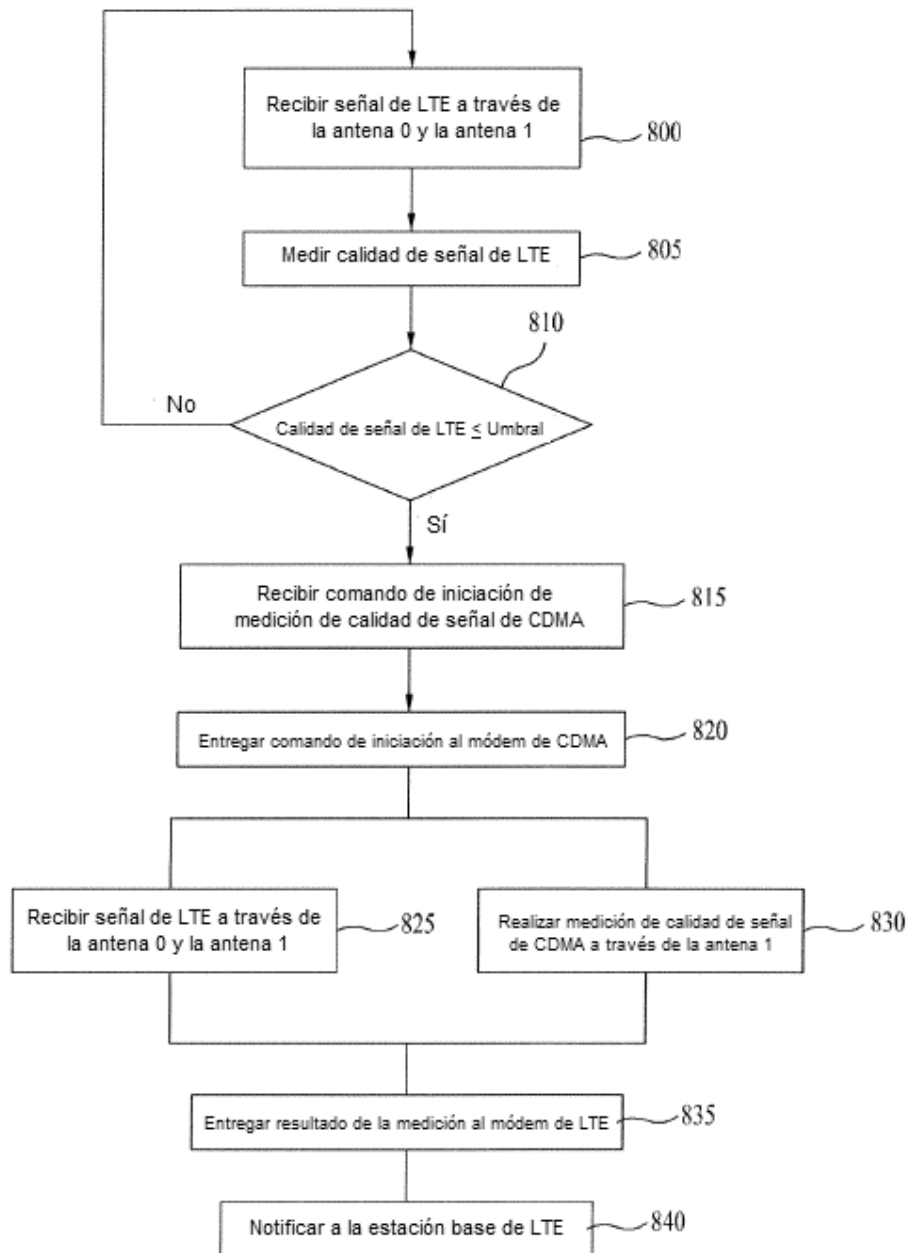 Recibir señal de LTE a través de
la antena 0 y la antena 1
800
Medir calidad de señal de LTE
805
810
No
Calidad de señal de LTE ≤ Umbral
Sí
Recibir comando de iniciación de
medición de calidad de señal de CDMA
815
Entregar comando de iniciación al módem de CDMA
820
Recibir señal de LTE a través de
la antena 0 y la antena 1
825
Realizar medición de calidad de señal
de CDMA a través de la antena 1
830
Entregar resultado de la medición al módem de LTE
835
Notificar a la estación base de LTE
840